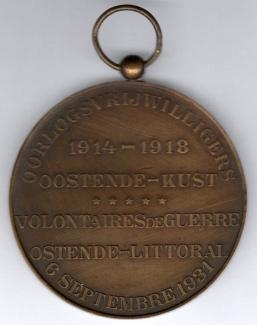 OORLOGSVRIJWILLIGERS
1914-1918
OOSTENDE-KUST
VOLONTAIRES DE GUERRE
OSTENDE-LITTORAL
6 SEPTEMBRE 1931